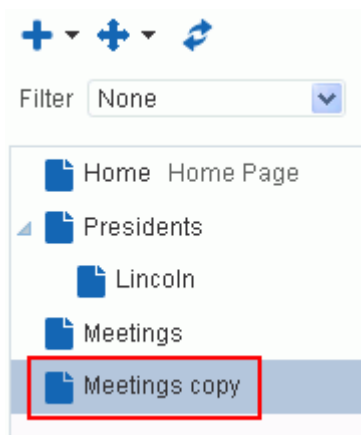 Filter None
Home Home Page
Presidents
Lincoln
Meetings
Meetings copy